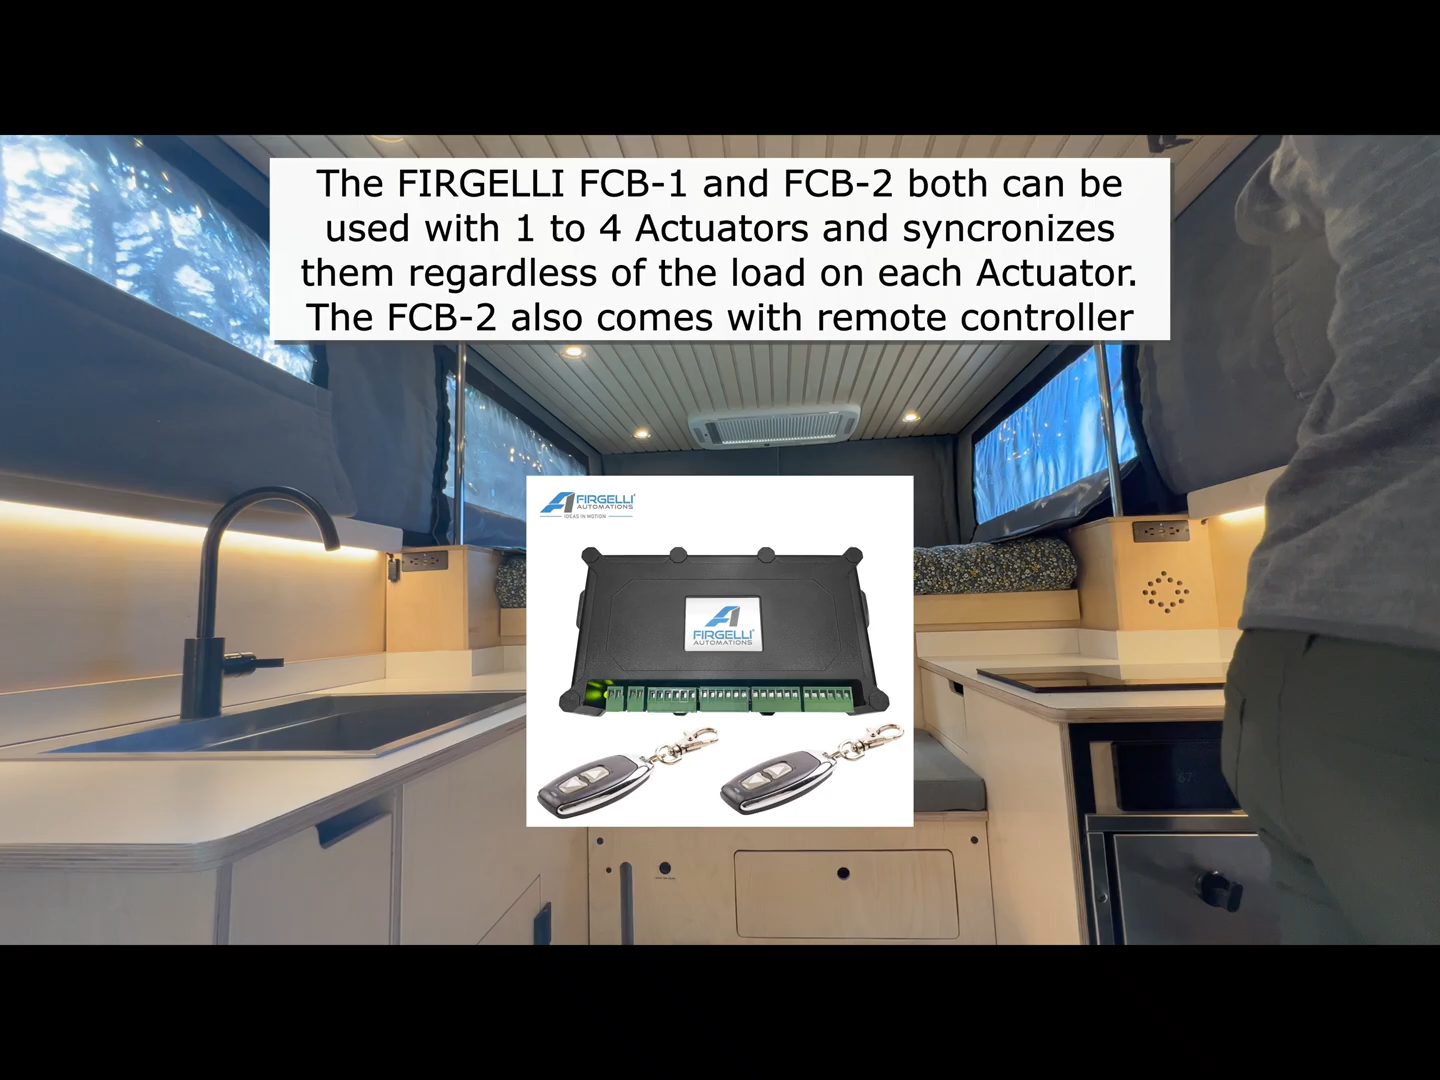 The FIRGELLI FCB-1 and FCB-2 both can be
used with 1 to 4 Actuators and syncronizes
them regardless of the load on each Actuator.
The FCB-2 also comes with remote controller
FIRGELLI
AUTOMATIONS
IDEAS IN MOTION
FIRGELLI
AUTOMATIONS